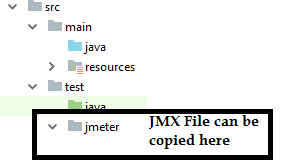 src
main
java
resources
test
java
jmeter
JMX File can be
copied here